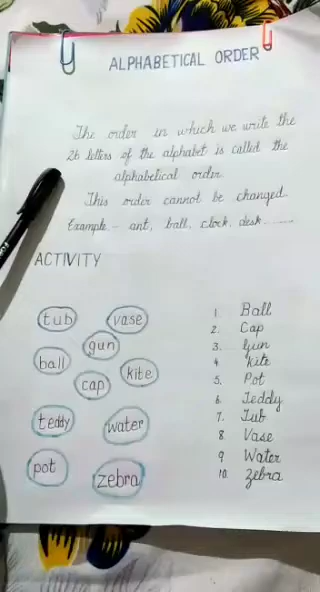 ALPHABETICAL ORDER
The order in which we write the
26 letters of the alphabet is called the
alphabetical order.
This order cannot be changed.
Example - ant, ball, clock, desk.......
ACTIVITY
tub
vase
gun
ball
kite
cap
teddy
water
pot
zebra
1. Ball
2. Cap
3. Gun
4. Kite
5. Pot
6. Teddy
7. Tub
8. Vase
9. Water
10. Zebra